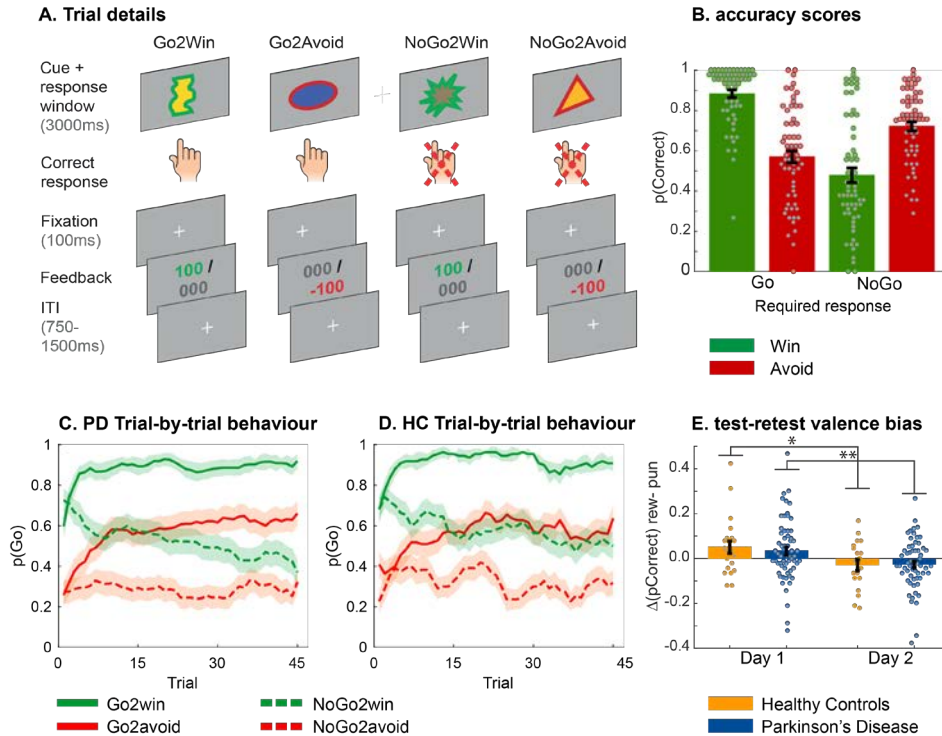 A. Trial details
Go2Win
Go2Avoid
NoGo2Win
NoGo2Avoid
Cue +
response
window
(3000ms)
Correct
response
Fixation
(100ms)
Feedback
100 /
000
000 /
-100
100 /
000
000 /
-100
ITI
(750-
1500ms)
B. accuracy scores
p(Correct)
1
0.8
0.6
0.4
0.2
0
Go
NoGo
Required response
Win
Avoid
C. PD Trial-by-trial behaviour
p(Go)
1
0.8
0.6
0.4
0.2
0
0
15
30
45
Trial
D. HC Trial-by-trial behaviour
p(Go)
1
0.8
0.6
0.4
0.2
0
0
15
30
45
Trial
Go2win
NoGo2win
Go2avoid
NoGo2avoid
E. test-retest valence bias
*
**
Δ(pCorrect) rew- pun
0.4
0.2
0.0
-0.2
-0.4
Day 1
Day 2
Healthy Controls
Parkinson's Disease